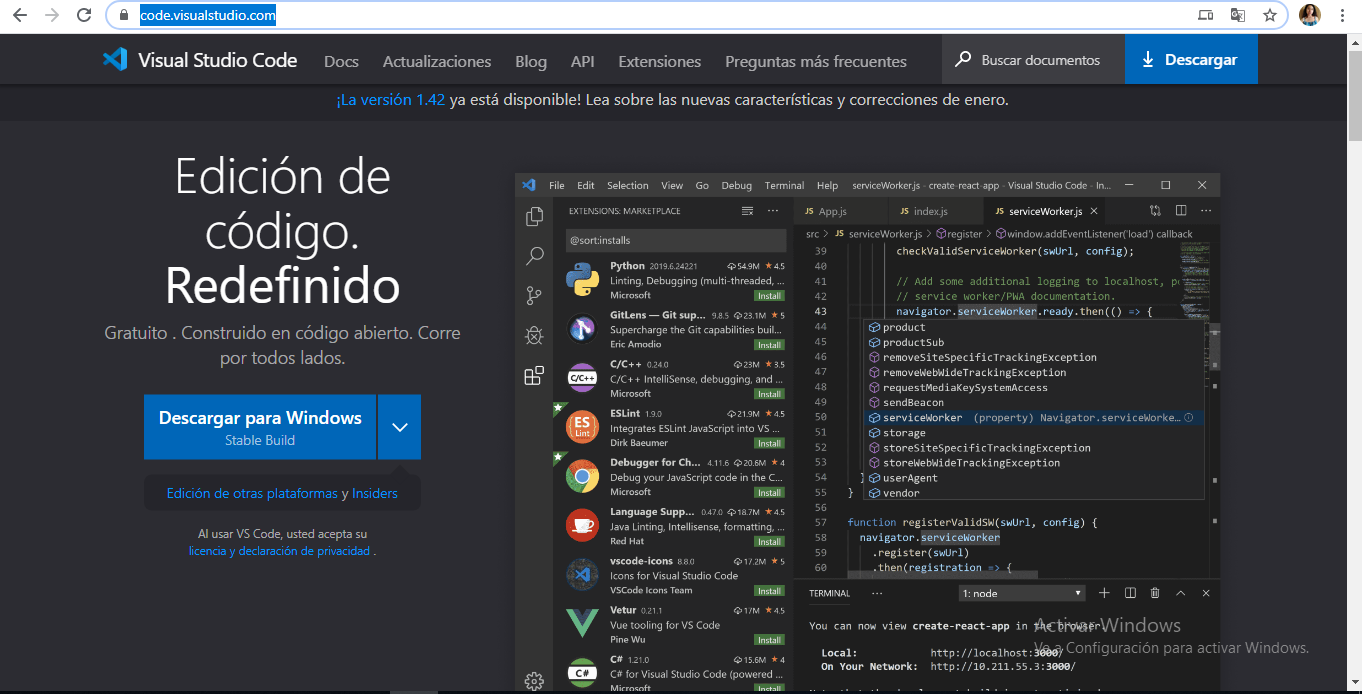 code.visualstudio.com
Visual Studio Code
Docs
Actualizaciones
Blog
API
Extensiones
Preguntas más frecuentes
Buscar documentos
Descargar
¡La versión 1.42 ya está disponible! Lea sobre las nuevas características y correcciones de enero.
Edición de
código.
Redefinido
Gratuito . Construido en código abierto. Corre
por todos lados.
Descargar para Windows
Stable Build
Edición de otras plataformas y Insiders
Al usar VS Code, usted acepta su
licencia y declaración de privacidad .
File Edit Selection View Go Debug Terminal Help serviceWorker.js - create-react-app - Visual Studio Code - In...
EXTENSIONS: MARKETPLACE
@sort:installs
Python 2019.6.24221 54.9M 4.5
Linting, Debugging (multi-threaded, ...
Microsoft Install
GitLens — Git sup... 9.8.5 23.1M 5
Supercharge the Git capabilities buil...
Eric Amodio Install
C/C++ 0.24.0 23M 3.5
C/C++ IntelliSense, debugging, and ...
Microsoft Install
ESLint 1.9.0 21.9M 4.5
Integrates ESLint JavaScript into VS ...
Dirk Baeumer Install
Debugger for Ch... 4.11.6 20.6M 4
Debug your JavaScript code in the C...
Microsoft Install
Language Supp... 0.47.0 18.7M 4.5
Java Linting, Intellisense, formatting, ...
Red Hat Install
vscode-icons 8.8.0 17.2M 5
Icons for Visual Studio Code
VSCode Icons Team Install
Vetur 0.21.1 17M 4.5
Vue tooling for VS Code
Pine Wu Install
C# 1.21.0 15.6M 4
C# for Visual Studio Code (powered ...
Microsoft Install
C/C++
ES
Lint
C#
JS App.js
JS index.js
JS serviceWorker.js
src > JS serviceWorker.js > register > window.addEventListener('load') callback
39 checkValidServiceWorker(swUrl, config);
40
41 // Add some additional logging to localhost, p
42 // service worker/PWA documentation.
43 navigator.serviceWorker.ready.then(() => {
44 product
45 productSub
46 removeSiteSpecificTrackingException
47 removeWebWideTrackingException
48 requestMediaKeySystemAccess
49 sendBeacon
50 serviceWorker (property) Navigator.serviceWorke...
51 storage
52 storeSiteSpecificTrackingException
53 storeWebWideTrackingException
54 } userAgent
55 } vendor
56
57 function registerValidSW(swUrl, config) {
58 navigator.serviceWorker
59 .register(swUrl)
60 .then(registration => {
TERMINAL ... 1: node
You can now view create-react-app in the browser.
Local: http://localhost:3000/
On Your Network: http://10.211.55.3:3000/
Activar Windows
Ve a Configuración para activar Windows.